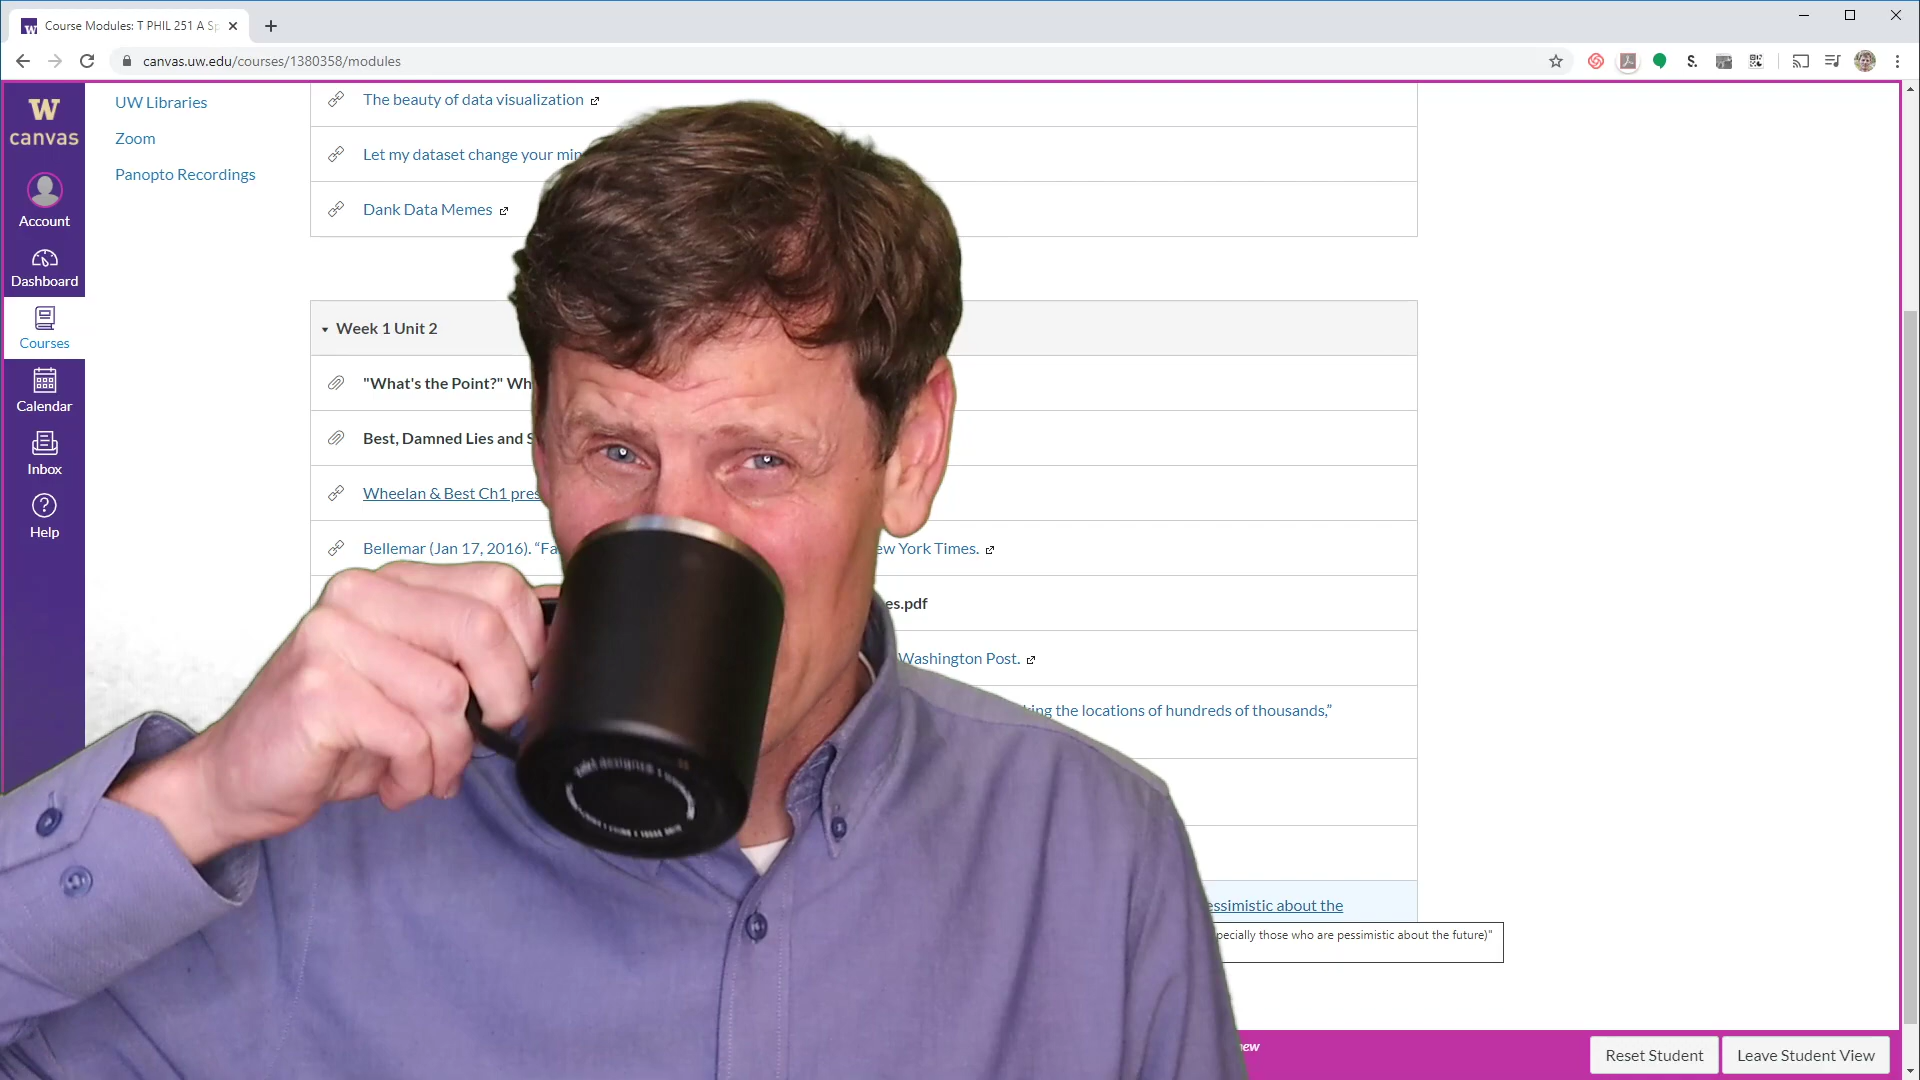 Course Modules: T PHIL 251 A Sp
canvas.uw.edu/courses/1380358/modules
W
canvas
Account
Dashboard
Courses
Calendar
Inbox
Help
UW Libraries
Zoom
Panopto Recordings
The beauty of data visualization
Let my dataset change your min
Dank Data Memes
Week 1 Unit 2
"What's the Point?" Wh
Best, Damned Lies and S
Wheelan & Best Ch1 pres
Bellemar (Jan 17, 2016). “Fa ew York Times.
es.pdf
Washington Post.
king the locations of hundreds of thousands,”
essimistic about the
pecially those who are pessimistic about the future)"
ew
Reset Student
Leave Student View